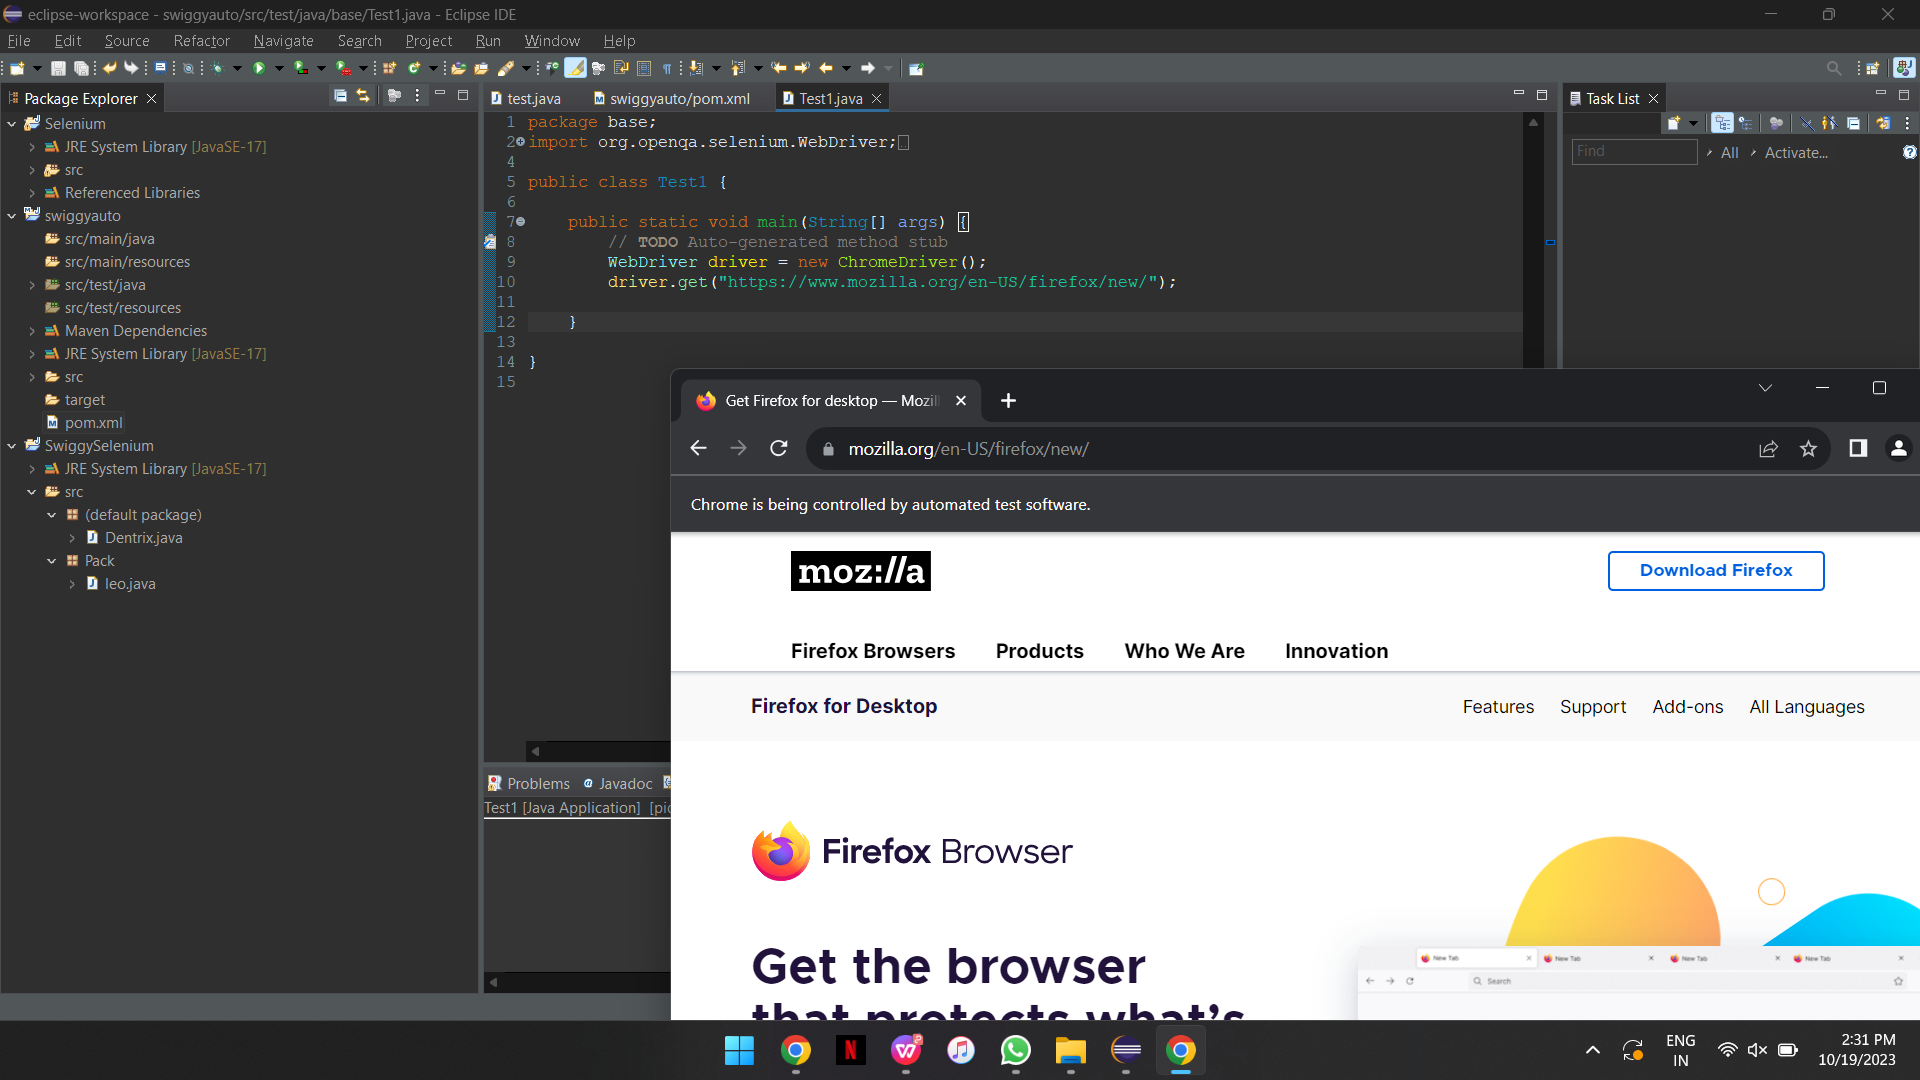 eclipse-workspace - swiggyauto/src/test/java/base/Test1.java - Eclipse IDE
File Edit Source Refactor Navigate Search Project Run Window Help
Package Explorer
Selenium
JRE System Library [JavaSE-17]
src
Referenced Libraries
swiggyauto
src/main/java
src/main/resources
src/test/java
src/test/resources
Maven Dependencies
JRE System Library [JavaSE-17]
src
target
pom.xml
SwiggySelenium
JRE System Library [JavaSE-17]
src
(default package)
Dentrix.java
Pack
leo.java
test.java swiggyauto/pom.xml Test1.java
1 package base;
2 import org.openqa.selenium.WebDriver;
4
5 public class Test1 {
6
7 public static void main(String[] args) {
8 // TODO Auto-generated method stub
9 WebDriver driver = new ChromeDriver();
10 driver.get("https://www.mozilla.org/en-US/firefox/new/");
11
12 }
13
14 }
15
Task List
Find All Activate...
Problems Javadoc
Test1 [Java Application] [pi
Get Firefox for desktop — Mozil
mozilla.org/en-US/firefox/new/
Chrome is being controlled by automated test software.
moz://a
Download Firefox
Firefox Browsers Products Who We Are Innovation
Firefox for Desktop
Features Support Add-ons All Languages
Firefox Browser
Get the browser
that protects what's
New Tab New Tab New Tab New Tab
Search
ENG
IN
2:31 PM
10/19/2023